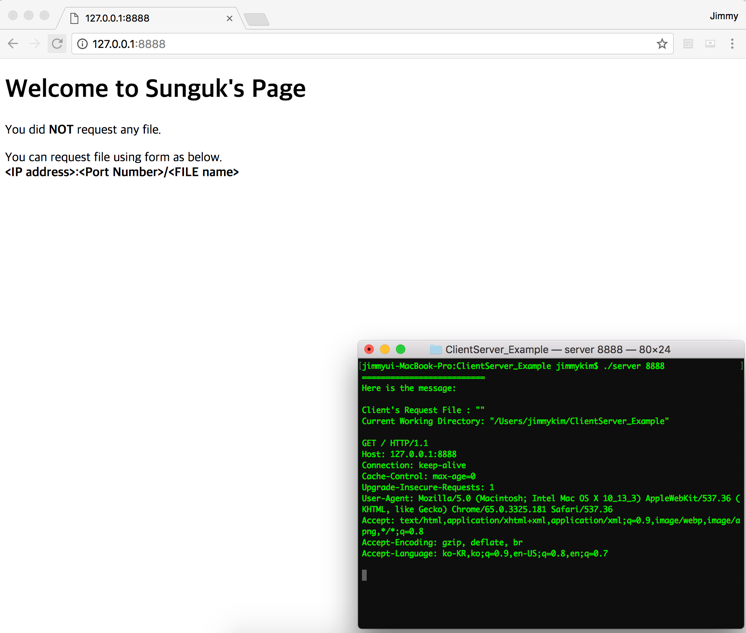 127.0.0.1:8888
Jimmy
127.0.0.1:8888
Welcome to Sunguk's Page
You did NOT request any file.
You can request file using form as below.
<IP address>:<Port Number>/<FILE name>
ClientServer_Example — server 8888 — 80×24
[jimmyui-MacBook-Pro:ClientServer_Example jimmykim$ ./server 8888 ]
==========================
Here is the message:
Client's Request File : ""
Current Working Directory: "/Users/jimmykim/ClientServer_Example"
GET / HTTP/1.1
Host: 127.0.0.1:8888
Connection: keep-alive
Cache-Control: max-age=0
Upgrade-Insecure-Requests: 1
User-Agent: Mozilla/5.0 (Macintosh; Intel Mac OS X 10_13_3) AppleWebKit/537.36 (
KHTML, like Gecko) Chrome/65.0.3325.181 Safari/537.36
Accept: text/html,application/xhtml+xml,application/xml;q=0.9,image/webp,image/a
png,*/*;q=0.8
Accept-Encoding: gzip, deflate, br
Accept-Language: ko-KR,ko;q=0.9,en-US;q=0.8,en;q=0.7